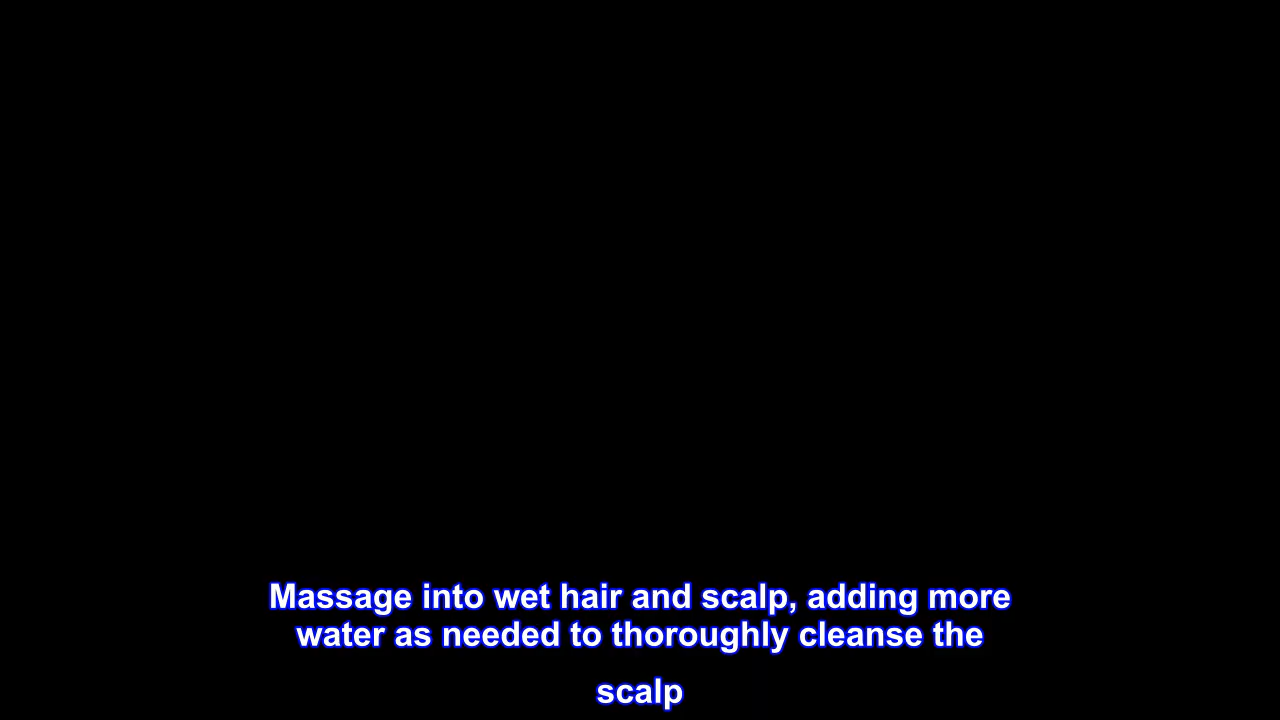 Massage into wet hair and scalp, adding more
water as needed to thoroughly cleanse the
scalp